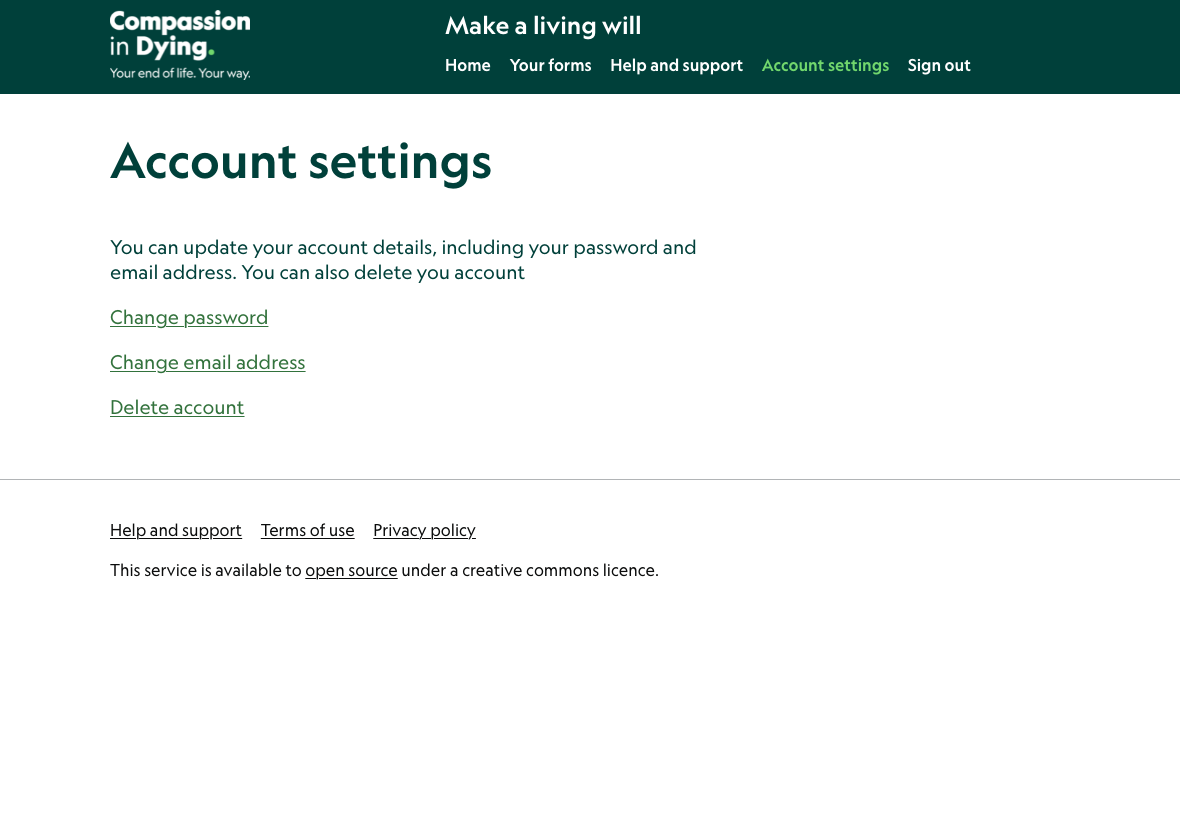 Compassion
in Dying.
Your end of life. Your way.
Make a living will
Home Your forms Help and support Account settings Sign out
Account settings
You can update your account details, including your password and
email address. You can also delete you account
Change password
Change email address
Delete account
Help and support Terms of use Privacy policy
This service is available to open source under a creative commons licence.